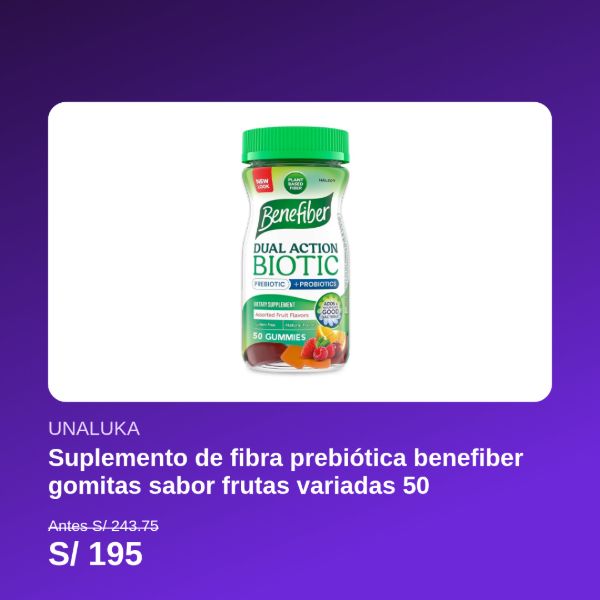 NEW
LOOK
PLANT
BASED
FIBER
HALEON
Benefiber
DUAL ACTION
BIOTIC
PREBIOTIC + PROBIOTICS
DIETARY SUPPLEMENT
Assorted Fruit Flavors
50 GUMMIES
GOOD
UNALUKA
Suplemento de fibra prebiótica benefiber
gomitas sabor frutas variadas 50
Antes S/ 243.75
S/ 195